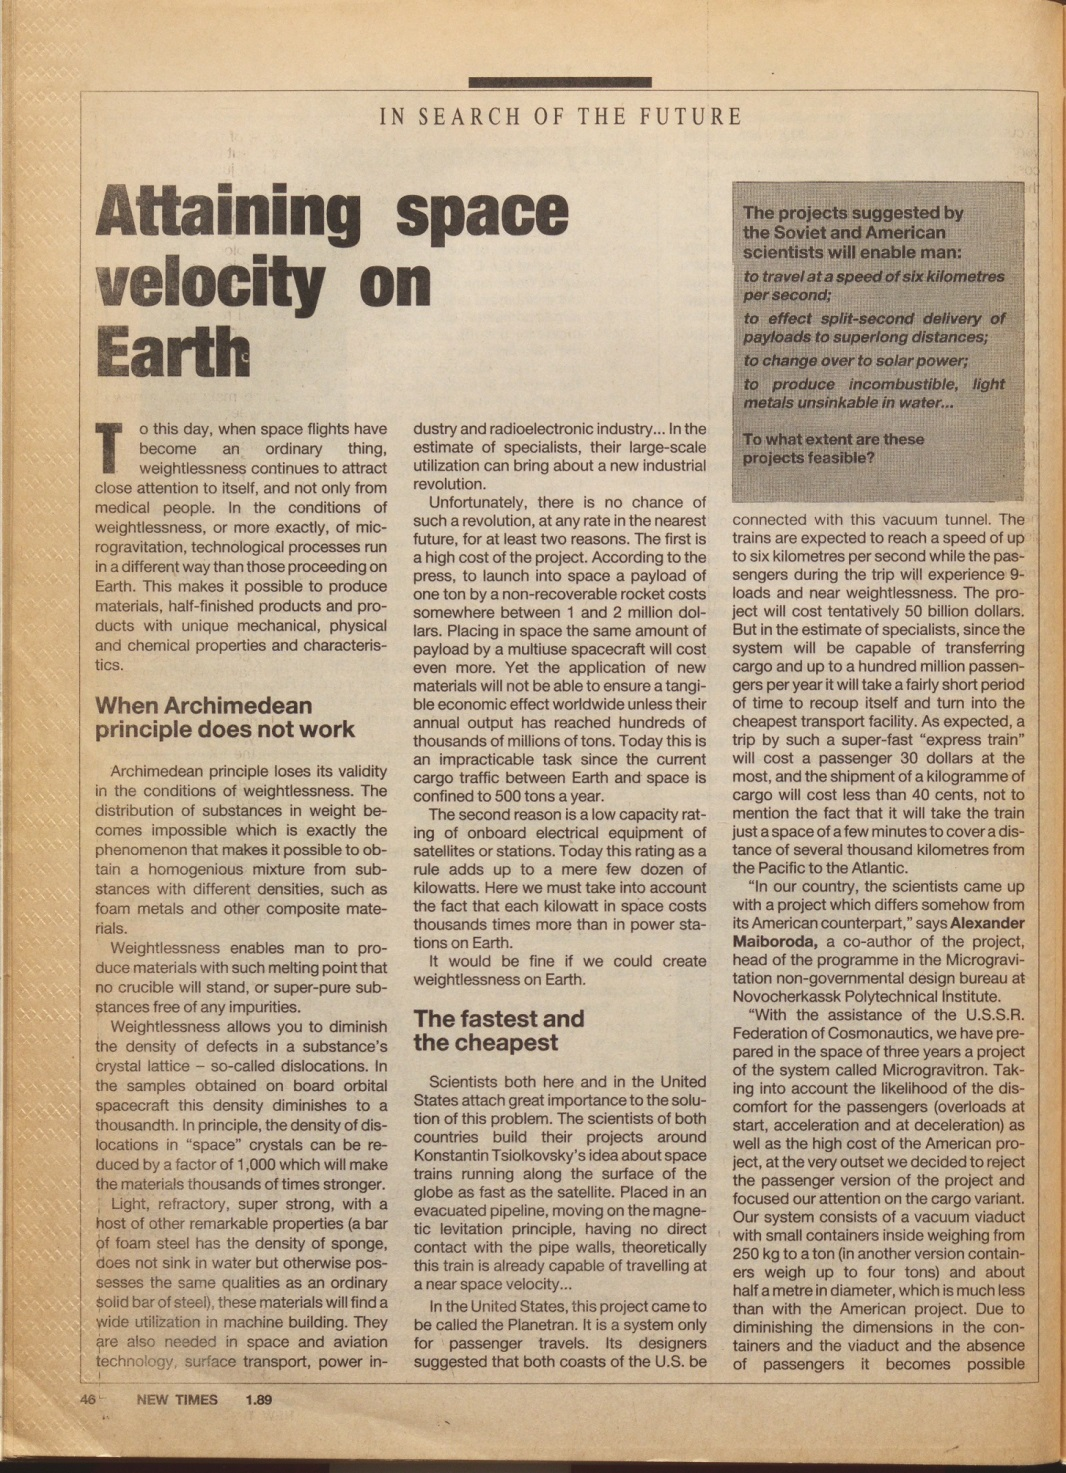 IN SEARCH OF THE FUTURE
Attaining space
velocity on
Earth
To this day, when space flights have
become an ordinary thing,
weightlessness continues to attract
close attention to itself, and not only from
medical people. In the conditions of
weightlessness, or more exactly, of mic-
rogravitation, technological processes run
in a different way than those proceeding on
Earth. This makes it possible to produce
materials, half-finished products and pro-
ducts with unique mechanical, physical
and chemical properties and characteris-
tics.
When Archimedean
principle does not work
Archimedean principle loses its validity
in the conditions of weightlessness. The
distribution of substances in weight be-
comes impossible which is exactly the
phenomenon that makes it possible to ob-
tain a homogenious mixture from sub-
stances with different densities, such as
foam metals and other composite mate-
rials.
Weightlessness enables man to pro-
duce materials with such melting point that
no crucible will stand, or super-pure sub-
stances free of any impurities.
Weightlessness allows you to diminish
the density of defects in a substance's
crystal lattice – so-called dislocations. In
the samples obtained on board orbital
spacecraft this density diminishes to a
thousandth. In principle, the density of dis-
locations in "space" crystals can be re-
duced by a factor of 1,000 which will make
the materials thousands of times stronger.
Light, refractory, super strong, with a
host of other remarkable properties (a bar
of foam steel has the density of sponge,
does not sink in water but otherwise pos-
sesses the same qualities as an ordinary
solid bar of steel), these materials will find a
wide utilization in machine building. They
are also needed in space and aviation
technology, surface transport, power in-
dustry and radioelectronic industry... In the
estimate of specialists, their large-scale
utilization can bring about a new industrial
revolution.
Unfortunately, there is no chance of
such a revolution, at any rate in the nearest
future, for at least two reasons. The first is
a high cost of the project. According to the
press, to launch into space a payload of
one ton by a non-recoverable rocket costs
somewhere between 1 and 2 million dol-
lars. Placing in space the same amount of
payload by a multiuse spacecraft will cost
even more. Yet the application of new
materials will not be able to ensure a tangi-
ble economic effect worldwide unless their
annual output has reached hundreds of
thousands of millions of tons. Today this is
an impracticable task since the current
cargo traffic between Earth and space is
confined to 500 tons a year.
The second reason is a low capacity rat-
ing of onboard electrical equipment of
satellites or stations. Today this rating as a
rule adds up to a mere few dozen of
kilowatts. Here we must take into account
the fact that each kilowatt in space costs
thousands times more than in power sta-
tions on Earth.
It would be fine if we could create
weightlessness on Earth.
The fastest and
the cheapest
Scientists both here and in the United
States attach great importance to the solu-
tion of this problem. The scientists of both
countries build their projects around
Konstantin Tsiolkovsky's idea about space
trains running along the surface of the
globe as fast as the satellite. Placed in an
evacuated pipeline, moving on the magne-
tic levitation principle, having no direct
contact with the pipe walls, theoretically
this train is already capable of travelling at
a near space velocity...
In the United States, this project came to
be called the Planetran. It is a system only
for passenger travels. Its designers
suggested that both coasts of the U.S. be
The projects suggested by
the Soviet and American
scientists will enable man:
to travel at a speed of six kilometres
per second;
to effect split-second delivery of
payloads to superlong distances;
to change over to solar power;
to produce incombustible, light
metals unsinkable in water...
To what extent are these
projects feasible?
connected with this vacuum tunnel. The
trains are expected to reach a speed of up
to six kilometres per second while the pas-
sengers during the trip will experience 9-
loads and near weightlessness. The pro-
ject will cost tentatively 50 billion dollars.
But in the estimate of specialists, since the
system will be capable of transferring
cargo and up to a hundred million passen-
gers per year it will take a fairly short period
of time to recoup itself and turn into the
cheapest transport facility. As expected, a
trip by such a super-fast "express train"
will cost a passenger 30 dollars at the
most, and the shipment of a kilogramme of
cargo will cost less than 40 cents, not to
mention the fact that it will take the train
just a space of a few minutes to cover a dis-
tance of several thousand kilometres from
the Pacific to the Atlantic.
"In our country, the scientists came up
with a project which differs somehow from
its American counterpart," says Alexander
Maiboroda, a co-author of the project,
head of the programme in the Microgravi-
tation non-governmental design bureau at
Novocherkassk Polytechnical Institute.
"With the assistance of the U.S.S.R.
Federation of Cosmonautics, we have pre-
pared in the space of three years a project
of the system called Microgravitron. Tak-
ing into account the likelihood of the dis-
comfort for the passengers (overloads at
start, acceleration and at deceleration) as
well as the high cost of the American pro-
ject, at the very outset we decided to reject
the passenger version of the project and
focused our attention on the cargo variant.
Our system consists of a vacuum viaduct
with small containers inside weighing from
250 kg to a ton (in another version contain-
ers weigh up to four tons) and about
half a metre in diameter, which is much less
than with the American project. Due to
diminishing the dimensions in the con-
tainers and the viaduct and the absence
of passengers it becomes possible
46 NEW TIMES 1.89